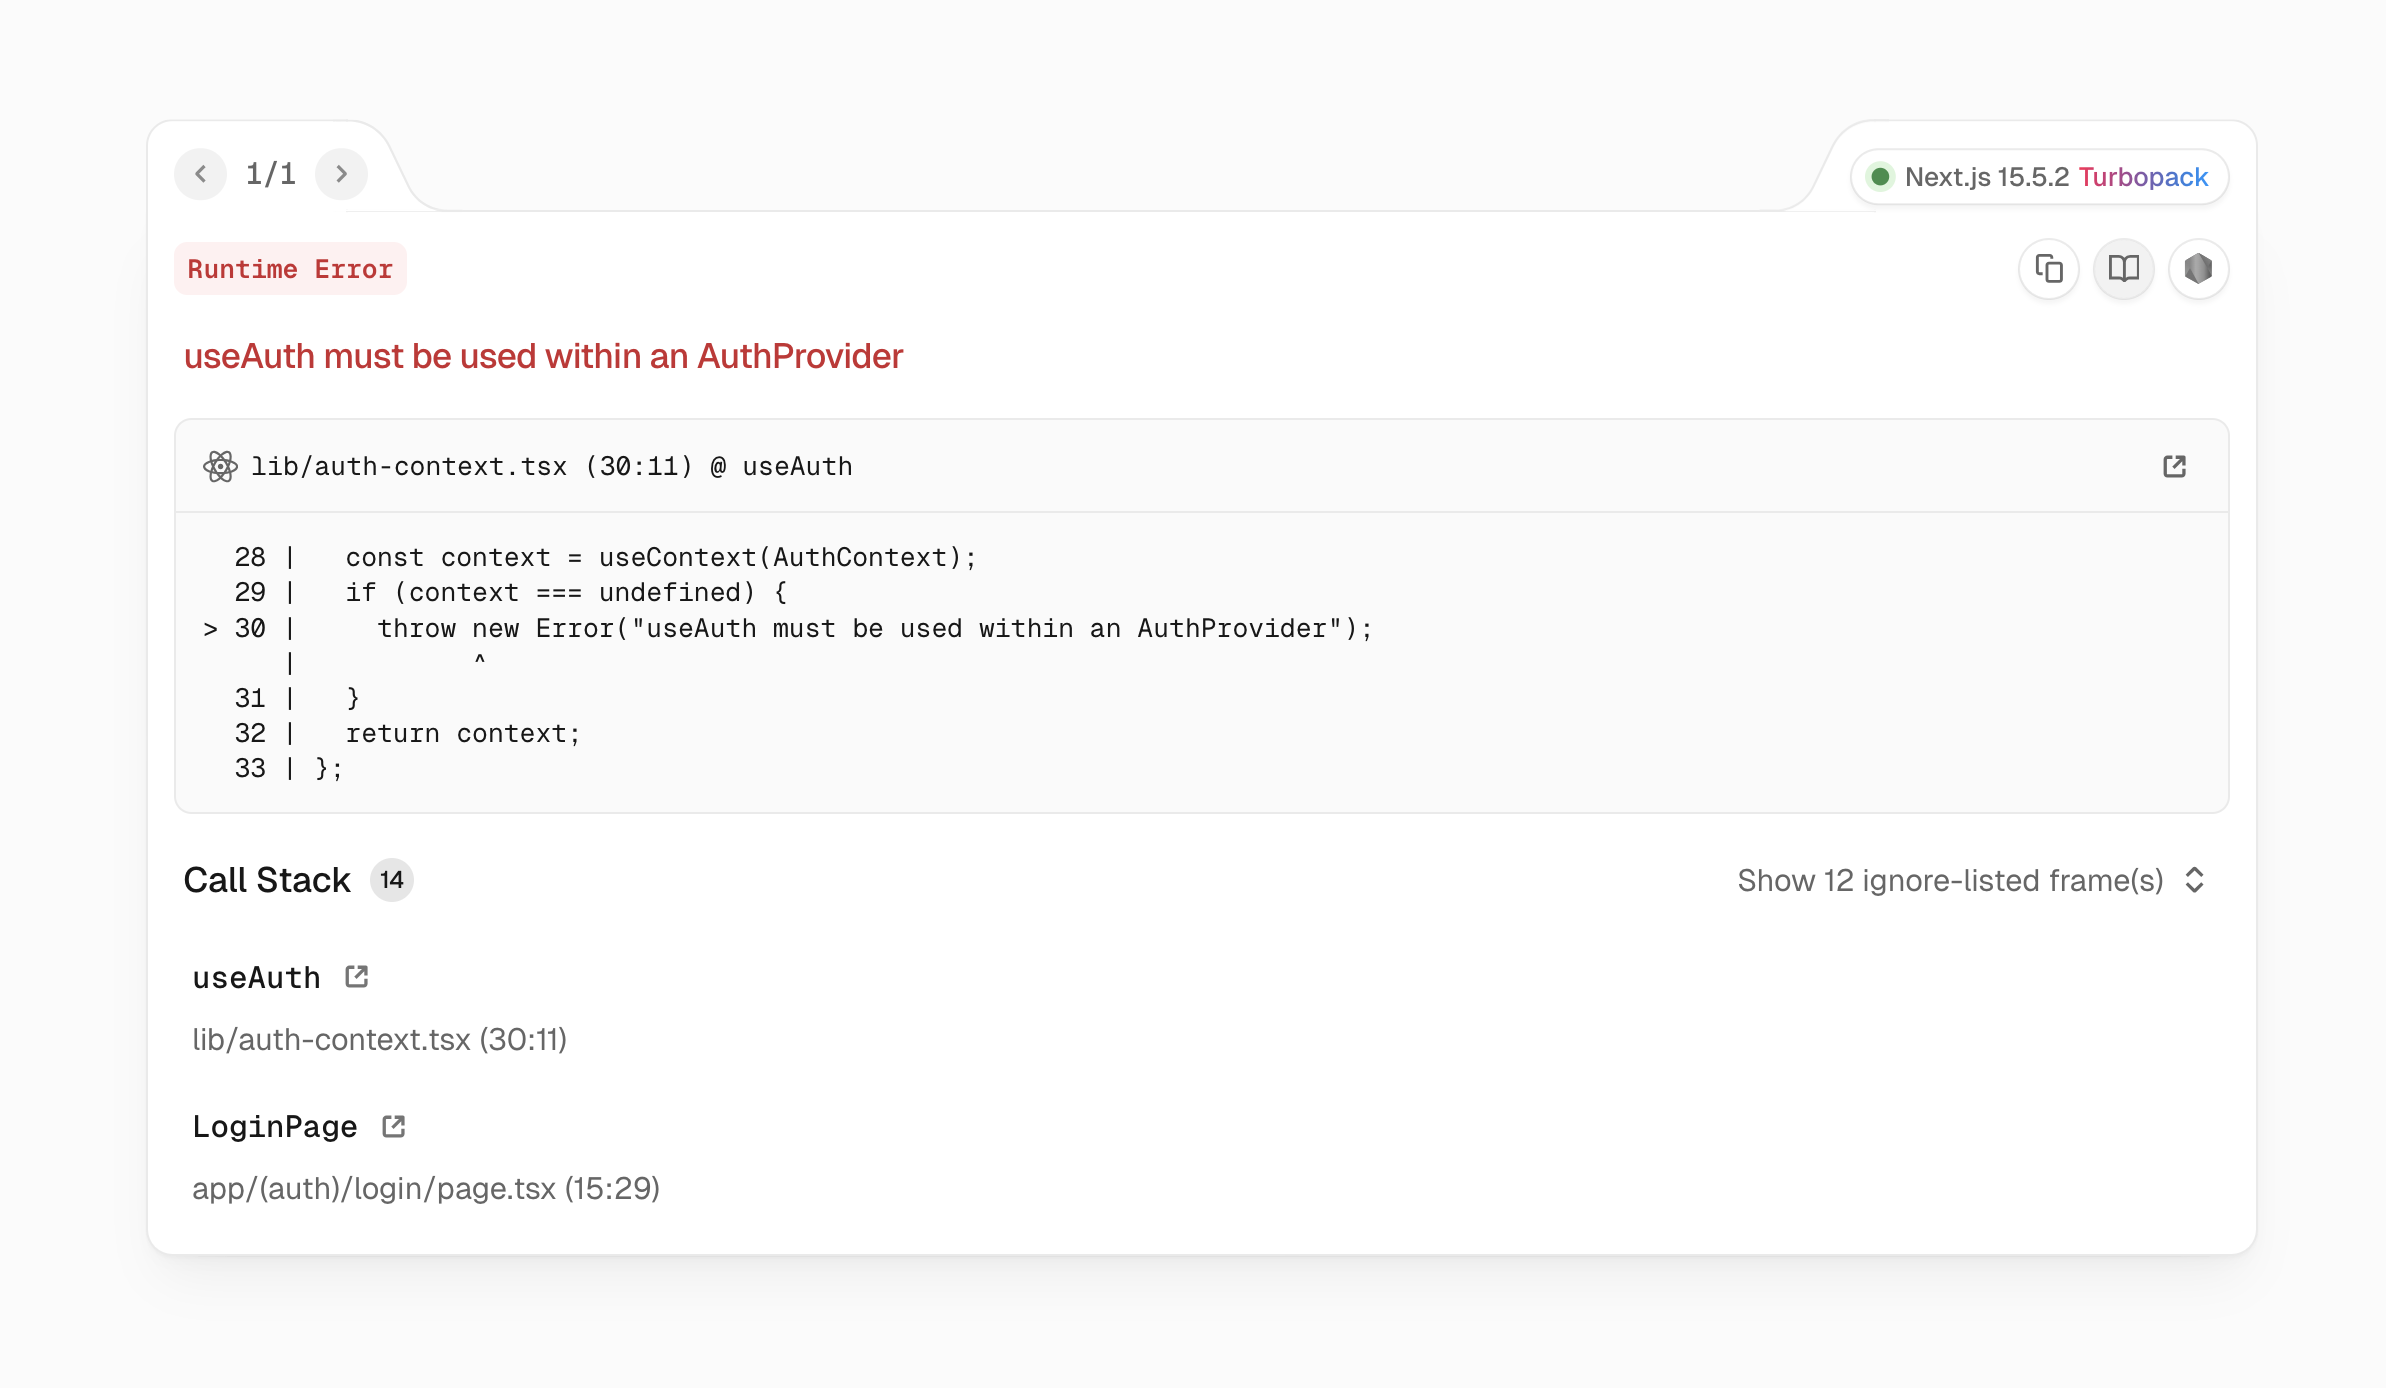 1/1
Next.js 15.5.2 Turbopack
Runtime Error
useAuth must be used within an AuthProvider
lib/auth-context.tsx (30:11) @ useAuth
  28 |   const context = useContext(AuthContext);
  29 |   if (context === undefined) {
> 30 |     throw new Error("useAuth must be used within an AuthProvider");
     |           ^
  31 |   }
  32 |   return context;
  33 | };
Call Stack 14
Show 12 ignore-listed frame(s)
useAuth
lib/auth-context.tsx (30:11)
LoginPage
app/(auth)/login/page.tsx (15:29)